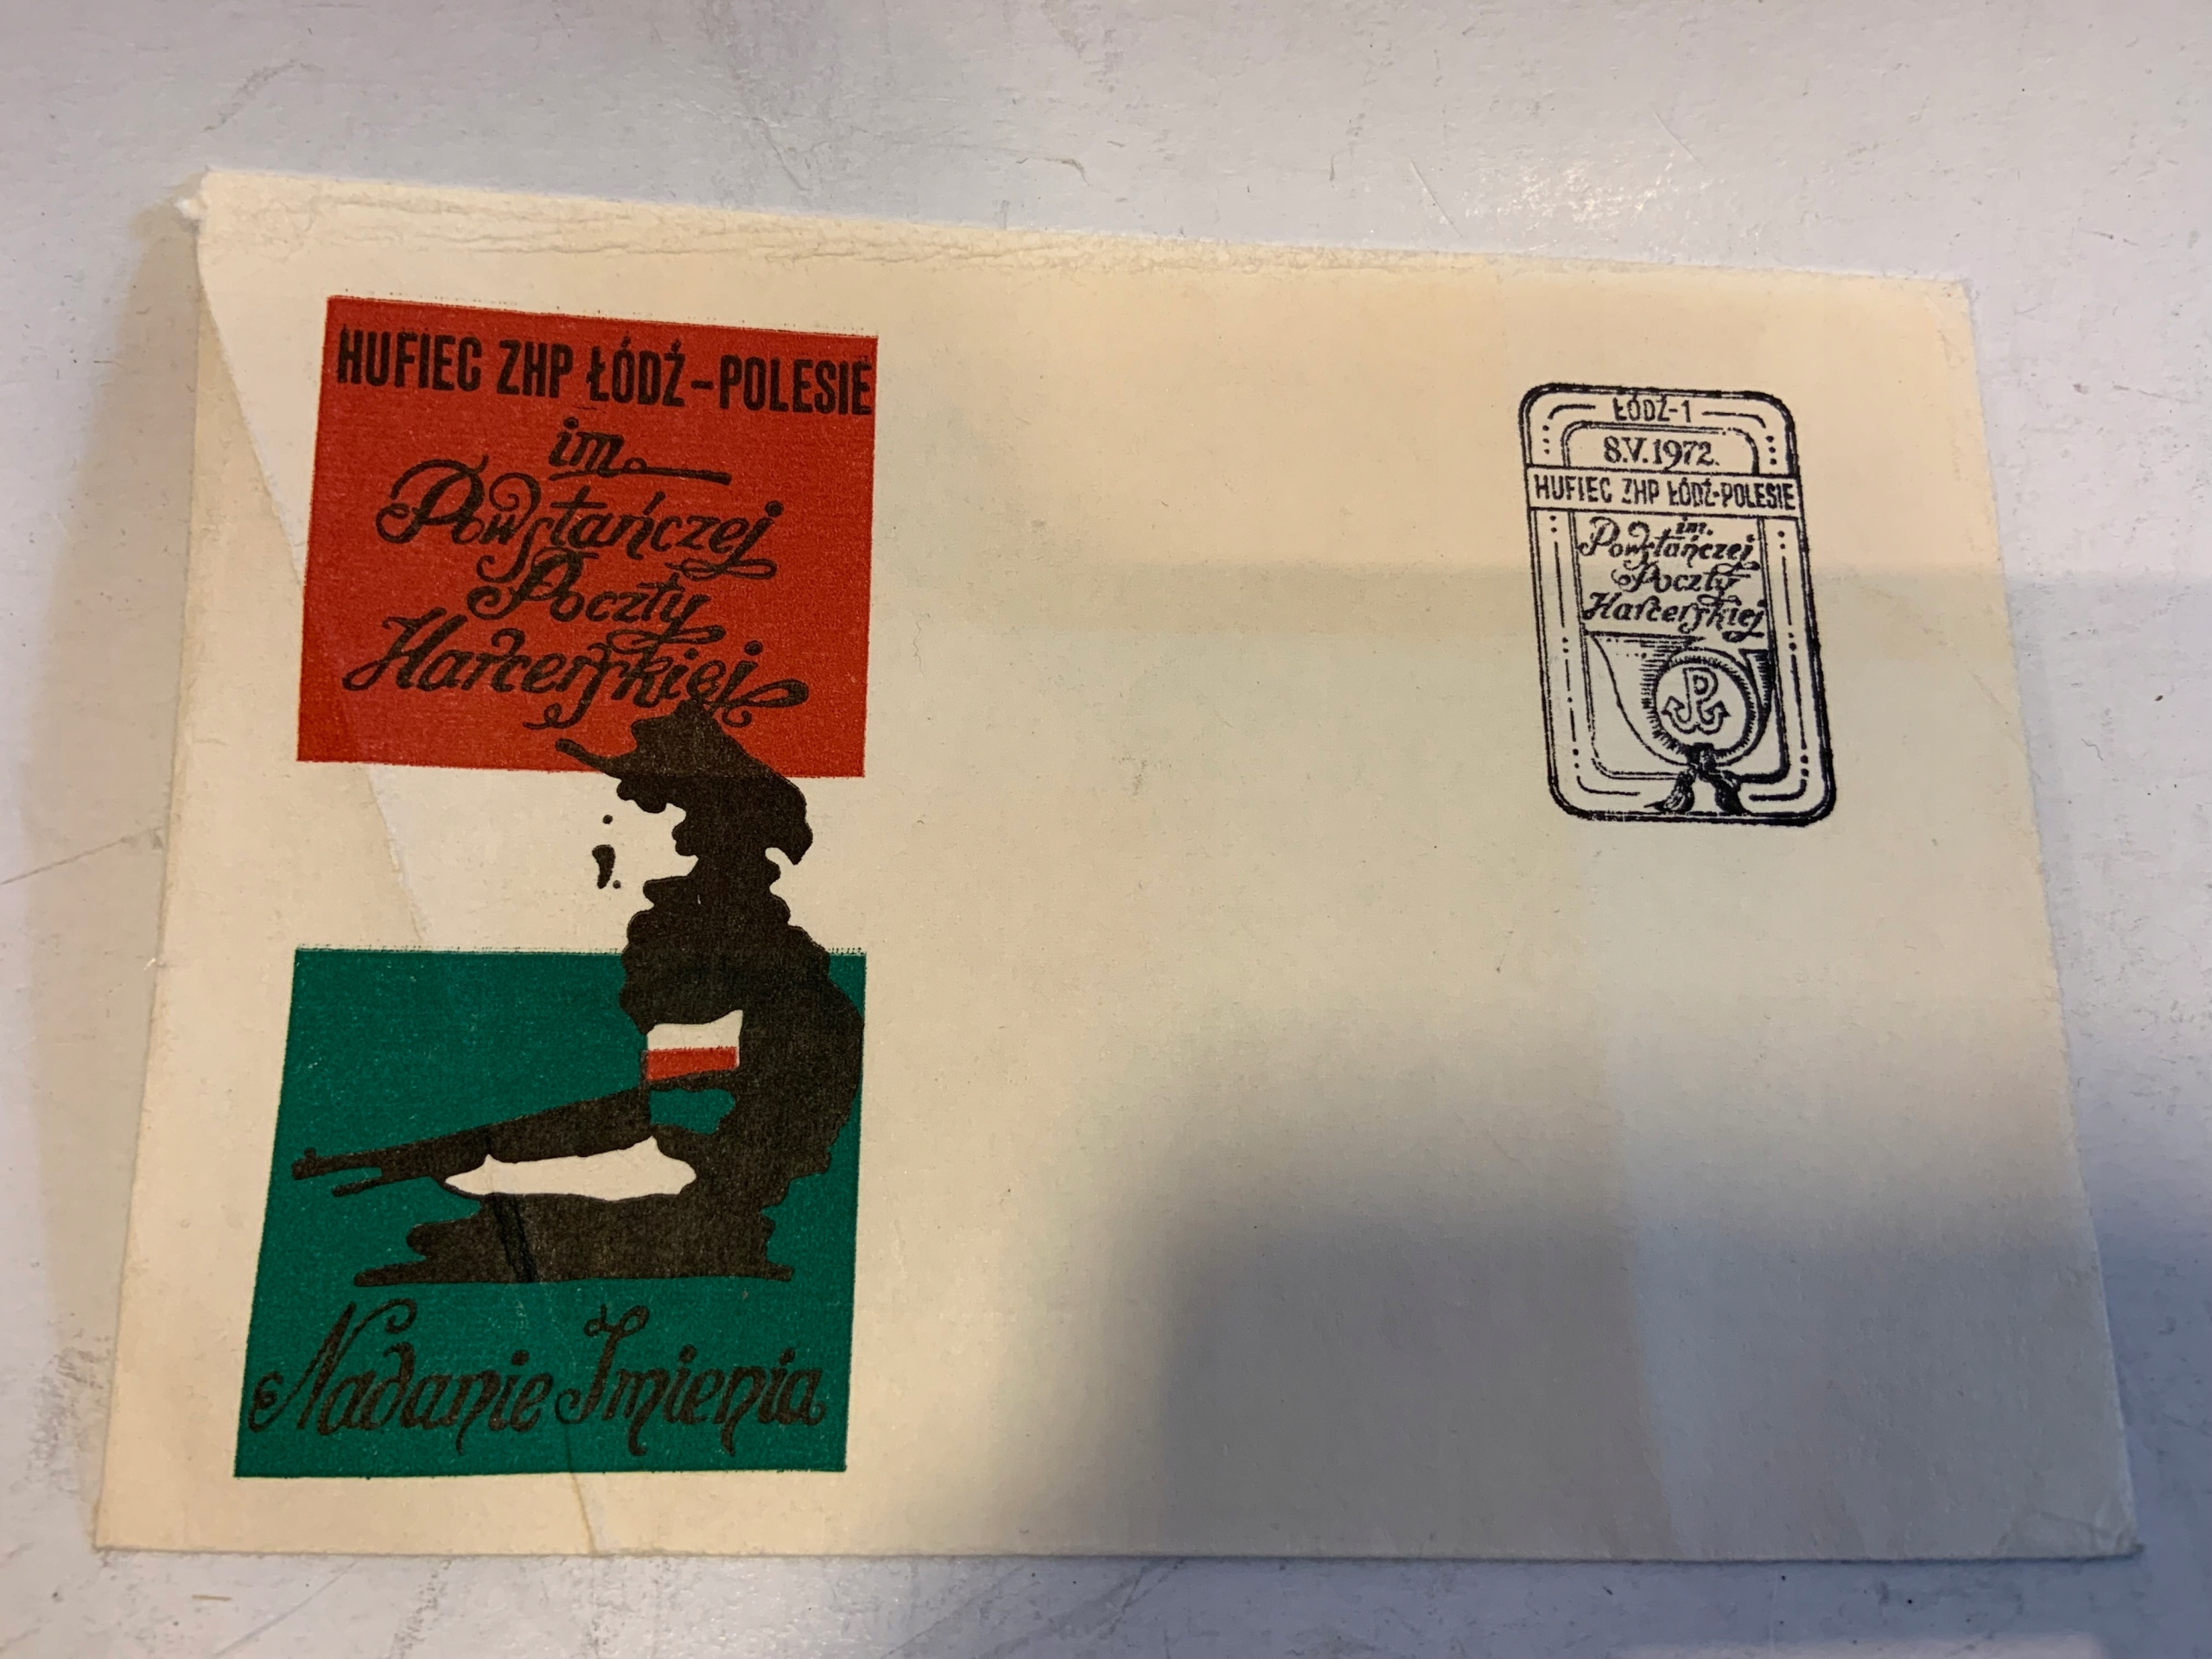 HUFIEC ZHP ŁÓDŹ-POLESIE
im.
Powstańczej
Poczty
Harcerskiej
Nadanie Imienia
ŁÓDŹ-1
8.V.1972.
HUFIEC ZHP ŁÓDŹ-POLESIE
im.
Powstańczej
Poczty
Harcerskiej
PW